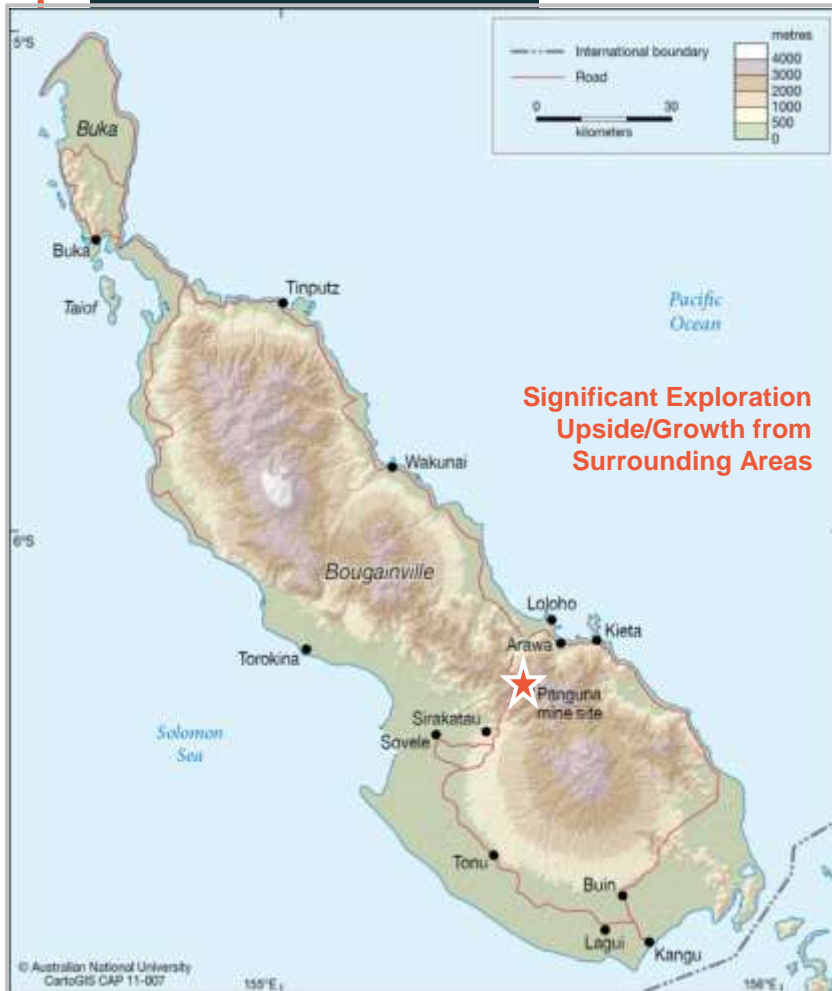 5°S
International boundary
Road
0 30
kilometers
metres
4000
3000
2000
1000
500
0
Buka
Buka
Taiof
Tinputz
Pacific
Ocean
Significant Exploration
Upside/Growth from
Surrounding Areas
Wakunai
6°S
Bougainville
Loloho
Kieta
Arawa
Torokina
Panguna
mine site
Sirakatau
Sovele
Solomon
Sea
Tonu
Buin
Lagui
Kangu
© Australian National University
CartoGIS CAP 11-007
155°E
156°E